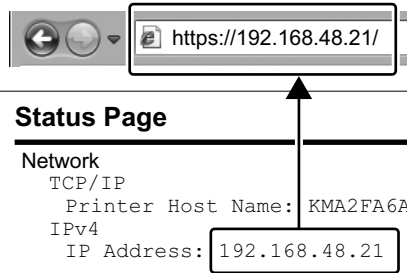 https://192.168.48.21/
Status Page
Network
TCP/IP
Printer Host Name: KMA2FA6A
IPv4
IP Address: 192.168.48.21